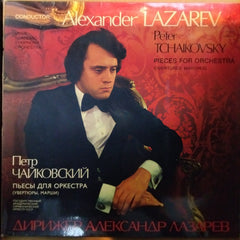 CONDUCTOR Alexander LAZAREV
Peter
TCHAIKOVSKY
PIECES FOR ORCHESTRA
Петр
ЧАЙКОВСКИЙ
ПЬЕСЫ ДЛЯ ОРКЕСТРА
(УВЕРТЮРЫ, МАРШИ)
ДИРИЖЕР АЛЕКСАНДР ЛАЗАРЕВ